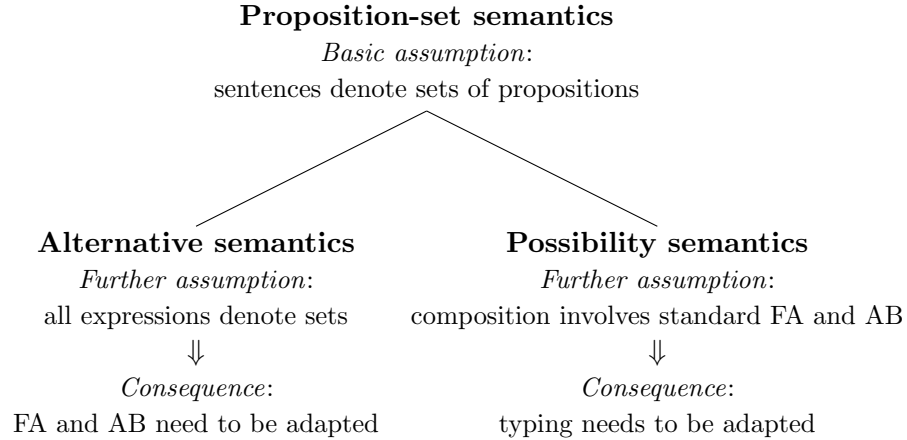 Proposition-set semantics
Basic assumption:
sentences denote sets of propositions
Alternative semantics
Further assumption:
all expressions denote sets
⇓
Consequence:
FA and AB need to be adapted
Possibility semantics
Further assumption:
composition involves standard FA and AB
⇓
Consequence:
typing needs to be adapted